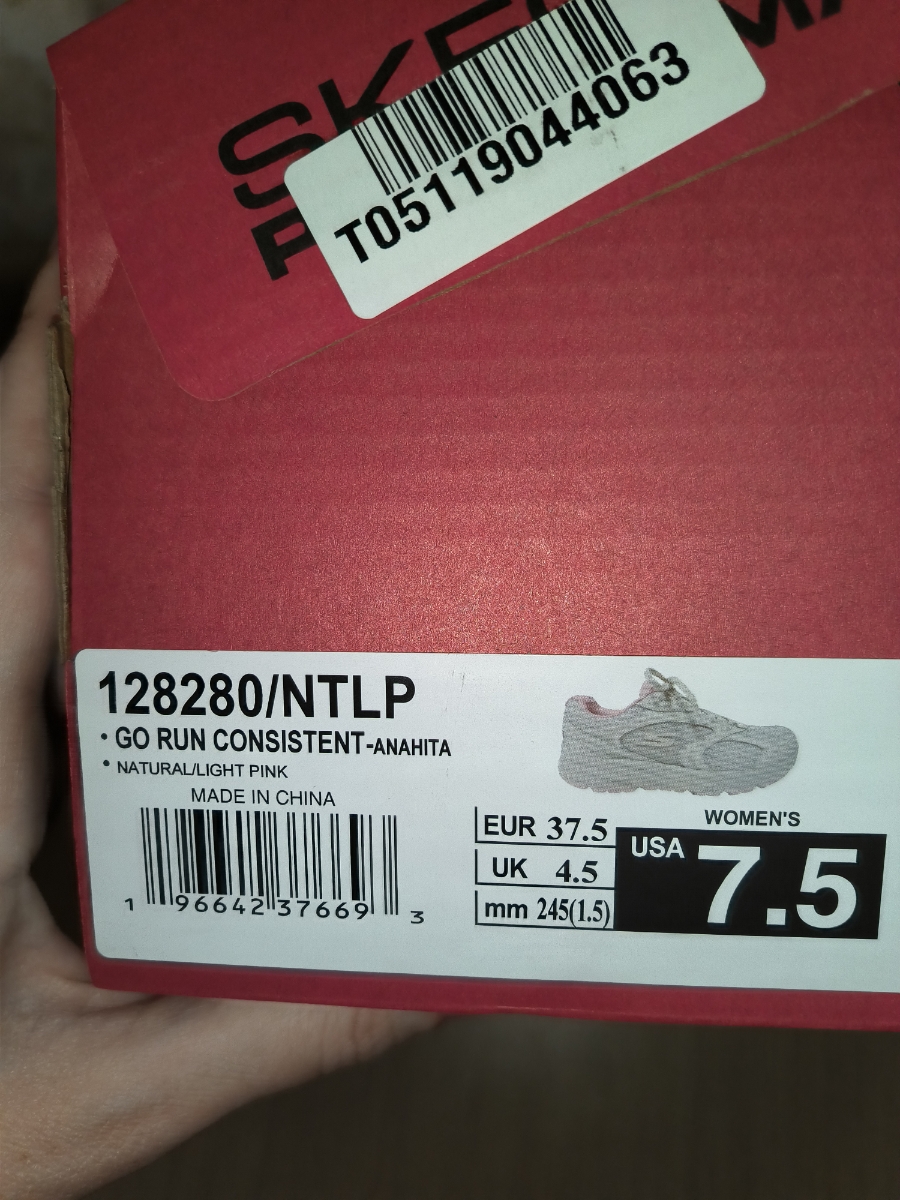 SKE
T05119044063
128280/NTLP
• GO RUN CONSISTENT-ANAHITA
• NATURAL/LIGHT PINK
MADE IN CHINA
1 96642 37669 3
EUR 37.5
UK 4.5
mm 245(1.5)
WOMEN'S
USA 7.5